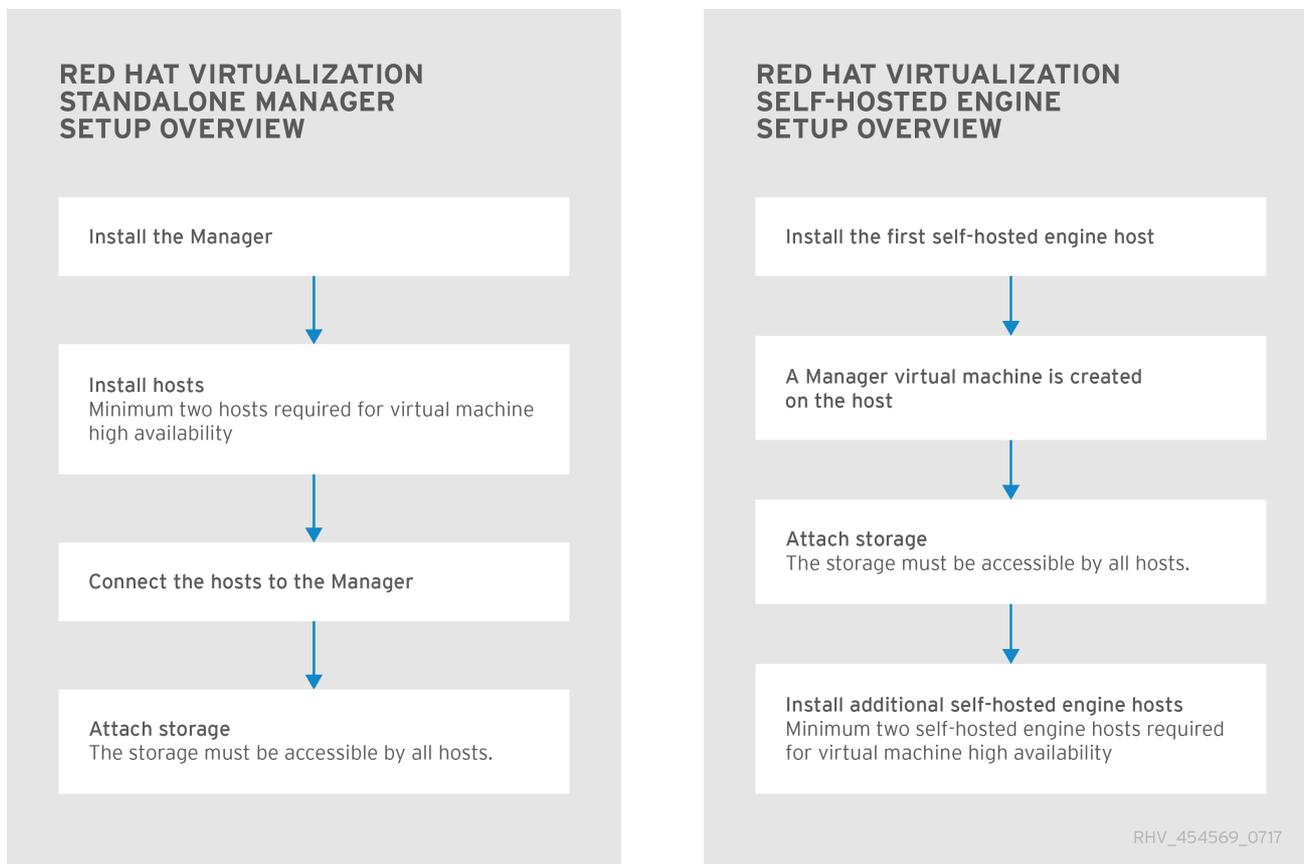 RED HAT VIRTUALIZATION
STANDALONE MANAGER
SETUP OVERVIEW
Install the Manager
Install hosts
Minimum two hosts required for virtual machine
high availability
Connect the hosts to the Manager
Attach storage
The storage must be accessible by all hosts.
RED HAT VIRTUALIZATION
SELF-HOSTED ENGINE
SETUP OVERVIEW
Install the first self-hosted engine host
A Manager virtual machine is created
on the host
Attach storage
The storage must be accessible by all hosts.
Install additional self-hosted engine hosts
Minimum two self-hosted engine hosts required
for virtual machine high availability
RHV_454569_0717